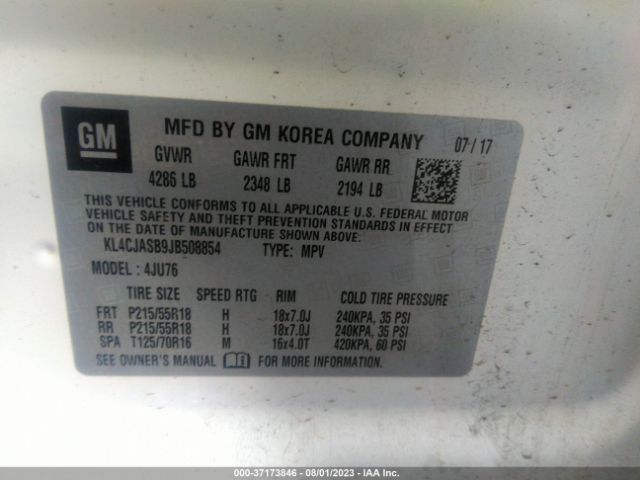 GM
MFD BY GM KOREA COMPANY 07/17
GVWR GAWR FRT GAWR RR
4286 LB 2348 LB 2194 LB
THIS VEHICLE CONFORMS TO ALL APPLICABLE U.S. FEDERAL MOTOR
VEHICLE SAFETY AND THEFT PREVENTION STANDARDS IN EFFECT
ON THE DATE OF MANUFACTURE SHOWN ABOVE.
KL4CJASB9JB508854 TYPE: MPV
MODEL : 4JU76
TIRE SIZE SPEED RTG RIM COLD TIRE PRESSURE
FRT P215/55R18 H 18x7.0J 240KPA, 35 PSI
RR P215/55R18 H 18x7.0J 240KPA, 35 PSI
SPA T125/70R16 M 16x4.0T 420KPA, 60 PSI
SEE OWNER'S MANUAL FOR MORE INFORMATION.
000-37173846 - 08/01/2023 - IAAI.com